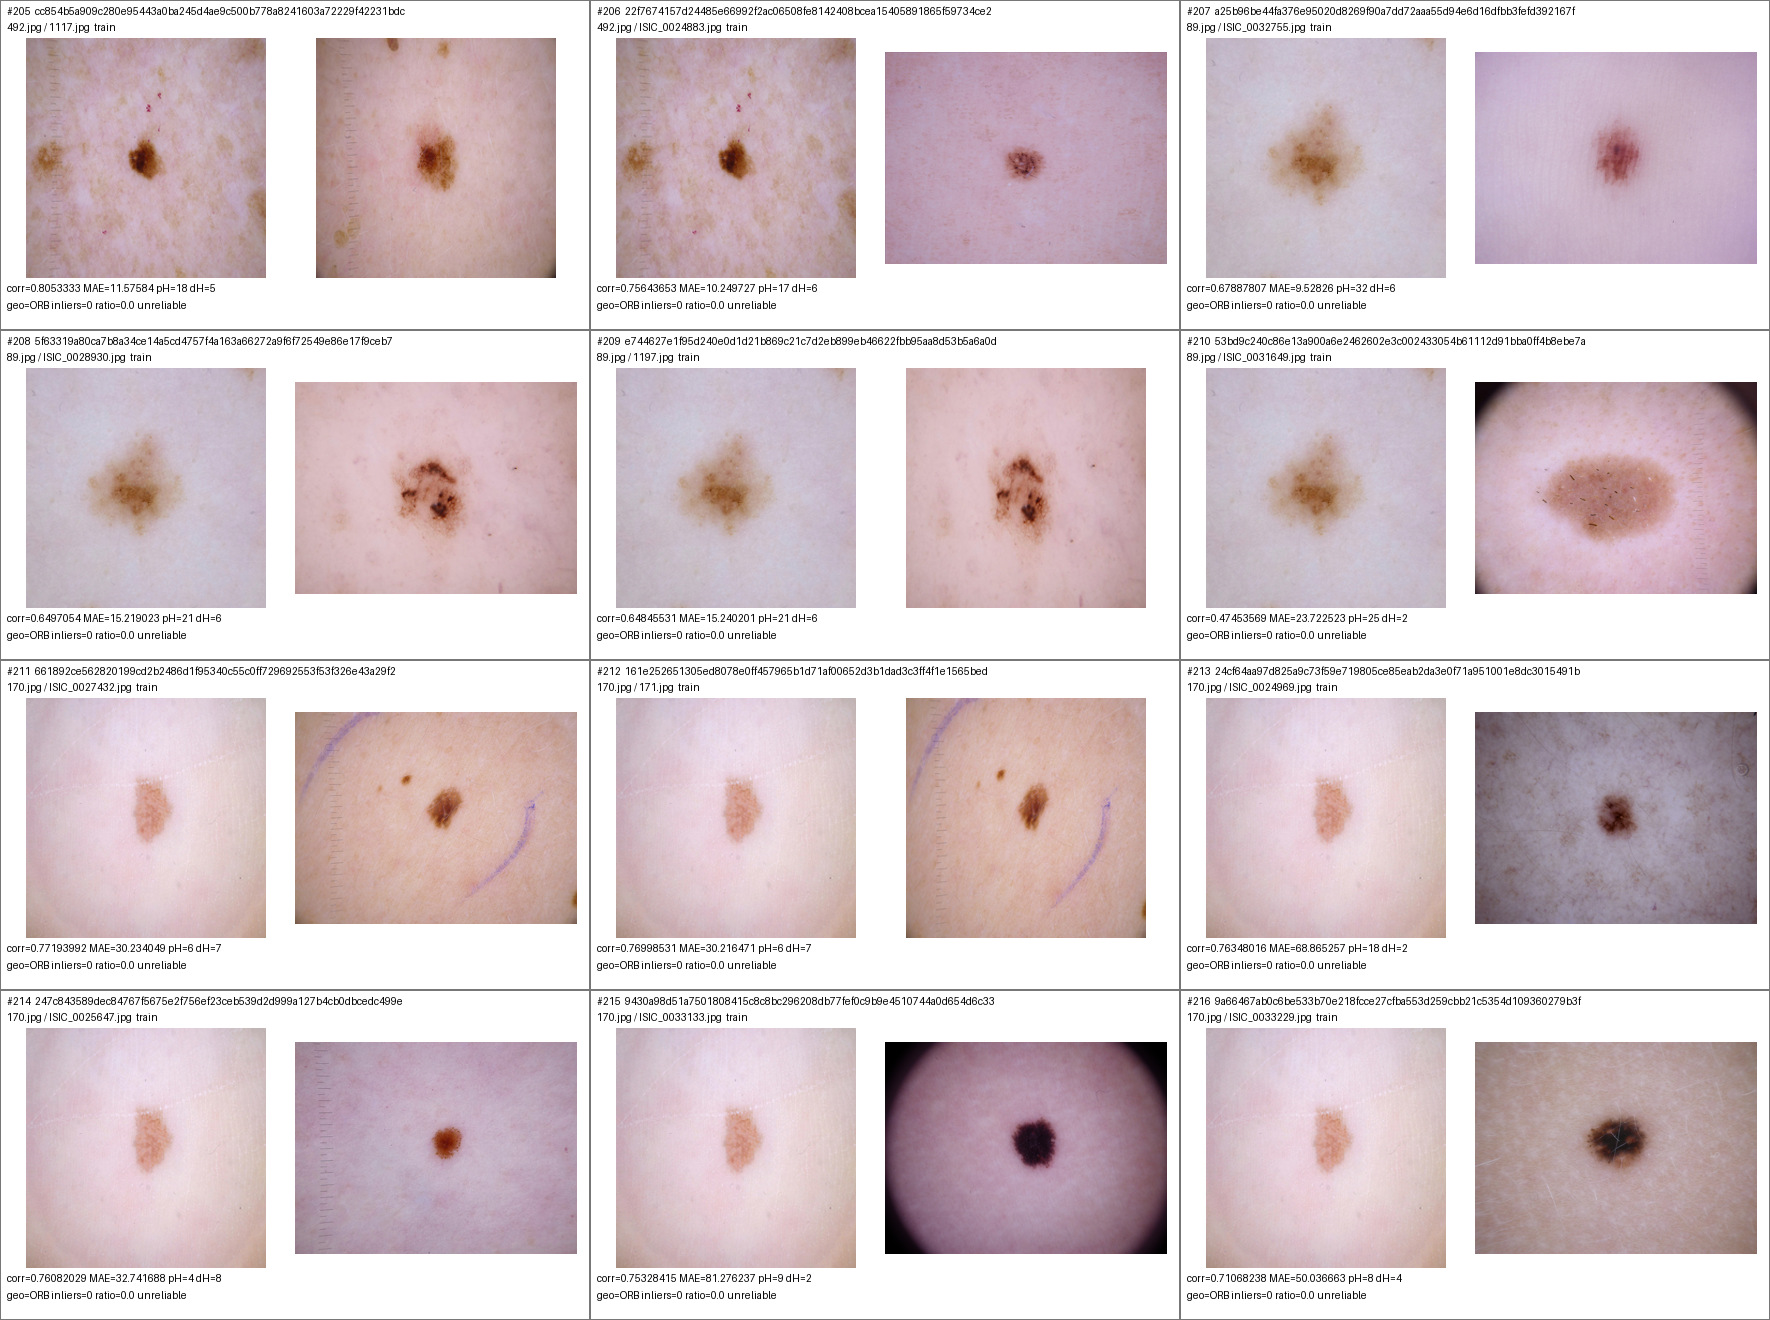 #205 cc854b5a909c280e95443a0ba245d4ae9c500b778a8241603a72229f42231bdc
492.jpg / 1117.jpg train
corr=0.8053333 MAE=11.57584 pH=18 dH=5
geo=ORB inliers=0 ratio=0.0 unreliable
#206 22f7674157d24485e66992f2ac06508fe8142408bcea15405891865f59734ce2
492.jpg / ISIC_0024883.jpg train
corr=0.75643653 MAE=10.249727 pH=17 dH=6
geo=ORB inliers=0 ratio=0.0 unreliable
#207 a25b96be44fa376e95020d8269f90a7dd72aaa55d94e6d16dfbb3fefd392167f
89.jpg / ISIC_0032755.jpg train
corr=0.67887807 MAE=9.52826 pH=32 dH=6
geo=ORB inliers=0 ratio=0.0 unreliable
#208 5f63319a80ca7b8a34ce14a5cd4757f4a163a66272a9f6f72549e86e17f9ceb7
89.jpg / ISIC_0028930.jpg train
corr=0.6497054 MAE=15.219023 pH=21 dH=6
geo=ORB inliers=0 ratio=0.0 unreliable
#209 e744627e1f95d240e0d1d21b869c21c7d2eb899eb46622fbb95aa8d53b5a6a0d
89.jpg / 1197.jpg train
corr=0.64845531 MAE=15.240201 pH=21 dH=6
geo=ORB inliers=0 ratio=0.0 unreliable
#210 53bd9c240c86e13a900a6e2462602e3c002433054b61112d91bba0ff4b8ebe7a
89.jpg / ISIC_0031649.jpg train
corr=0.47453569 MAE=23.722523 pH=25 dH=2
geo=ORB inliers=0 ratio=0.0 unreliable
#211 661892ce562820199cd2b2486d1f95340c55c0ff729692553f53f326e43a29f2
170.jpg / ISIC_0027432.jpg train
corr=0.77193992 MAE=30.234049 pH=6 dH=7
geo=ORB inliers=0 ratio=0.0 unreliable
#212 161e252651305ed8078e0ff457965b1d71af00652d3b1dad3c3ff4f1e1565bed
170.jpg / 171.jpg train
corr=0.76998531 MAE=30.216471 pH=6 dH=7
geo=ORB inliers=0 ratio=0.0 unreliable
#213 24cf64aa97d825a9c73f59e719805ce85eab2da3e0f71a951001e8dc3015491b
170.jpg / ISIC_0024969.jpg train
corr=0.76348016 MAE=68.865257 pH=18 dH=2
geo=ORB inliers=0 ratio=0.0 unreliable
#214 247c843589dec84767f5675e2f756ef23ceb539d2d999a127b4cb0dbcedc499e
170.jpg / ISIC_0025647.jpg train
corr=0.76082029 MAE=32.741688 pH=4 dH=8
geo=ORB inliers=0 ratio=0.0 unreliable
#215 9430a98d51a7501808415c8c8bc296208db77fef0c9b9e4510744a0d654d6c33
170.jpg / ISIC_0033133.jpg train
corr=0.75328415 MAE=81.276237 pH=9 dH=2
geo=ORB inliers=0 ratio=0.0 unreliable
#216 9a66467ab0c6be533b70e218fcce27cfba553d259cbb21c5354d109360279b3f
170.jpg / ISIC_0033229.jpg train
corr=0.71068238 MAE=50.036663 pH=8 dH=4
geo=ORB inliers=0 ratio=0.0 unreliable